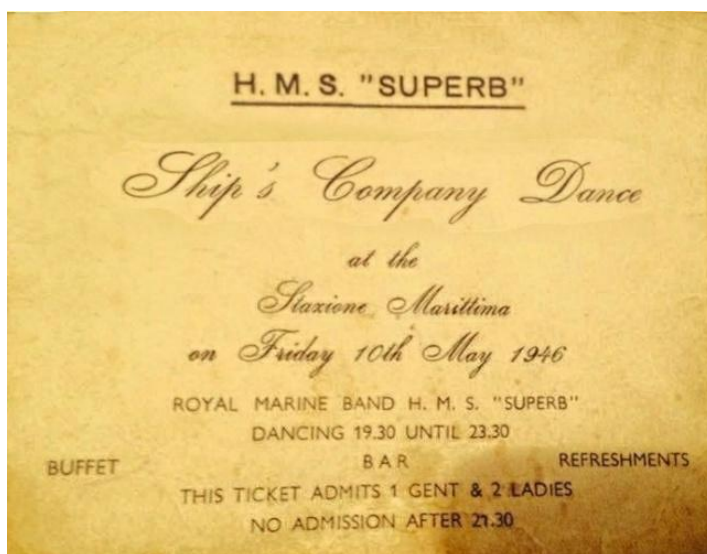 H. M. S. "SUPERB"
Ship's Company Dance
at the
Stazione Marittima
on Friday 10th May 1946
ROYAL MARINE BAND H. M. S. "SUPERB"
DANCING 19.30 UNTIL 23.30
BUFFET BAR REFRESHMENTS
THIS TICKET ADMITS 1 GENT & 2 LADIES
NO ADMISSION AFTER 21.30